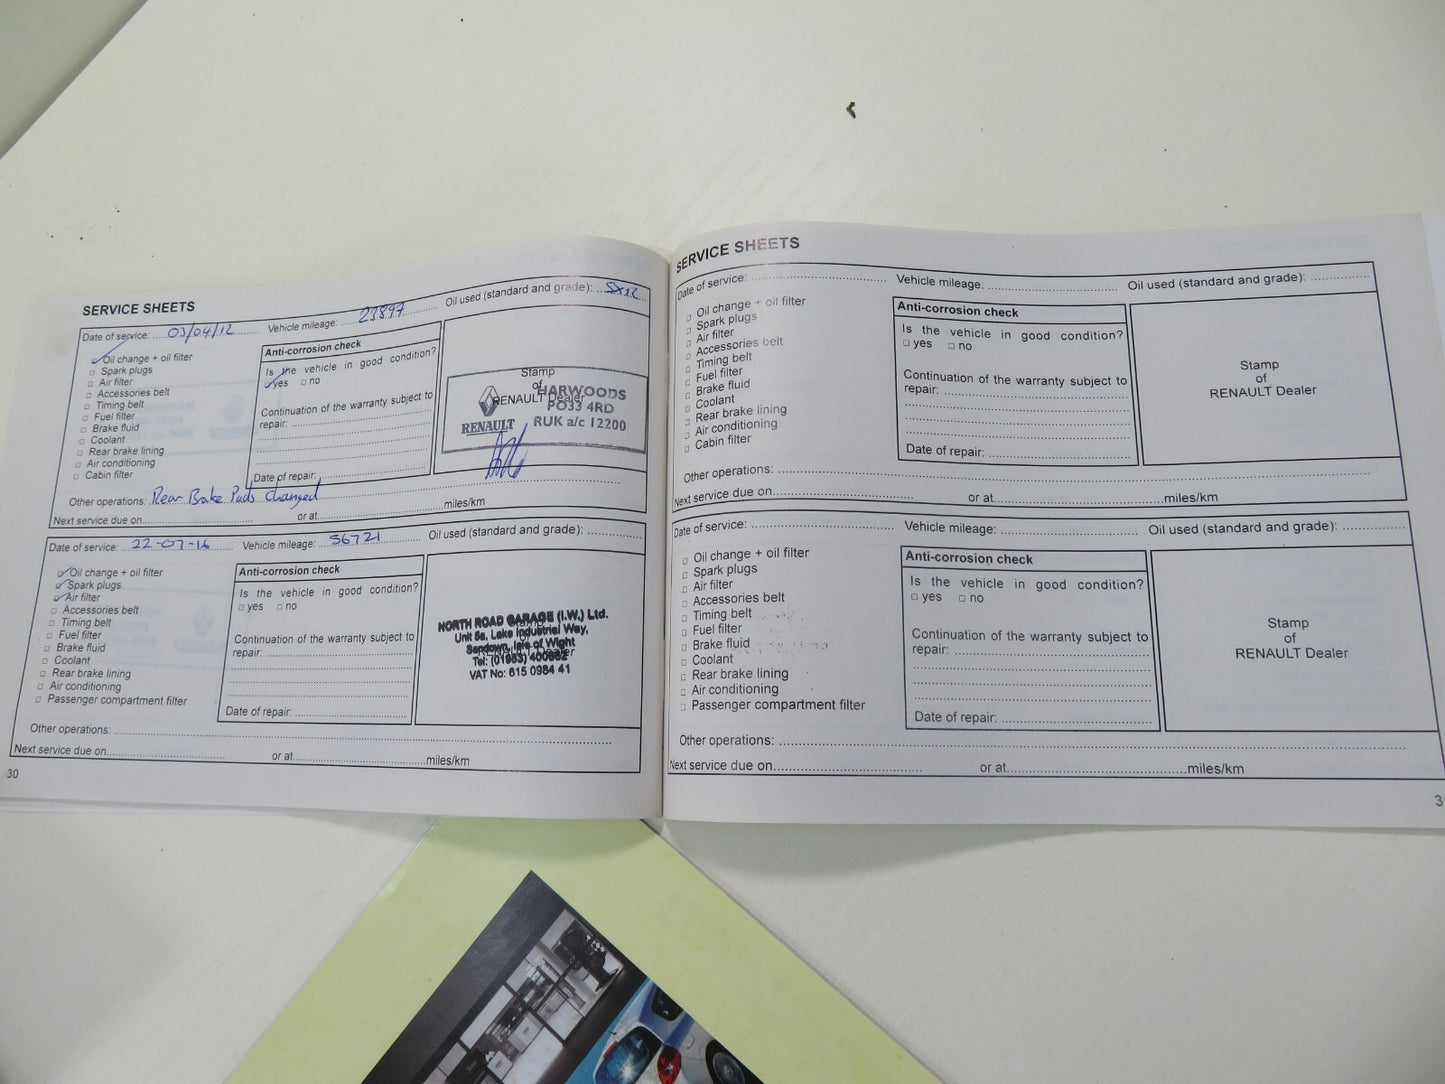 SERVICE SHEETS
Date of service: 03/04/12 Vehicle mileage: 23897 Oil used (standard and grade):
Oil change + oil filter
Spark plugs
Air filter
Accessories belt
Timing belt
Fuel filter
Brake fluid
Coolant
Rear brake lining
Air conditioning
Cabin filter
Anti-corrosion check
Is the vehicle in good condition?
yes no
Continuation of the warranty subject to
repair:
Date of repair:
Stamp
of
RENAULT Dealer
HARWOODS
PO33 4RD
RENAULT RUK a/c 12200
Other operations: Rear Brake Pads changed
Next service due on or at miles/km
Date of service: 22-07-16 Vehicle mileage: 56721 Oil used (standard and grade):
Oil change + oil filter
Spark plugs
Air filter
Accessories belt
Timing belt
Fuel filter
Brake fluid
Coolant
Rear brake lining
Air conditioning
Passenger compartment filter
Anti-corrosion check
Is the vehicle in good condition?
yes no
Continuation of the warranty subject to
repair:
Date of repair:
NORTH ROAD GARAGE (I.W.) Ltd.
Unit 5a, Lake Industrial Way,
Sandown, Isle of Wight
Tel: (01983)
VAT No: 615 0984 41
Other operations:
Next service due on or at miles/km
30
SERVICE SHEETS
Date of service: Vehicle mileage: Oil used (standard and grade):
Oil change + oil filter
Spark plugs
Air filter
Accessories belt
Timing belt
Fuel filter
Brake fluid
Coolant
Rear brake lining
Air conditioning
Cabin filter
Anti-corrosion check
Is the vehicle in good condition?
yes no
Continuation of the warranty subject to
repair:
Date of repair:
Stamp
of
RENAULT Dealer
Other operations:
Next service due on or at miles/km
Date of service: Vehicle mileage: Oil used (standard and grade):
Oil change + oil filter
Spark plugs
Air filter
Accessories belt
Timing belt
Fuel filter
Brake fluid
Coolant
Rear brake lining
Air conditioning
Passenger compartment filter
Anti-corrosion check
Is the vehicle in good condition?
yes no
Continuation of the warranty subject to
repair:
Date of repair:
Stamp
of
RENAULT Dealer
Other operations:
Next service due on or at miles/km